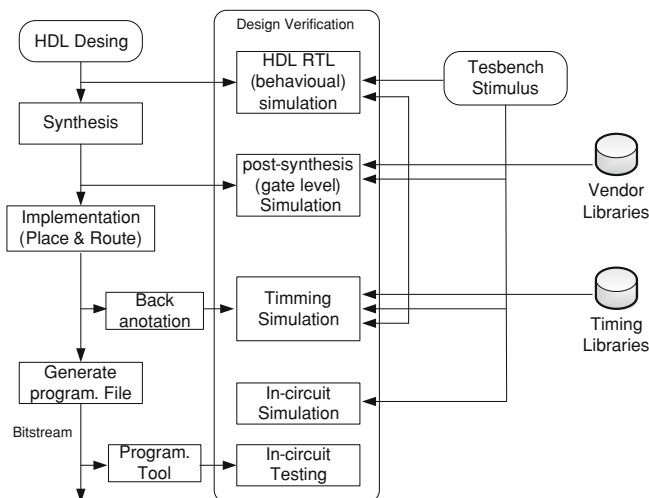 Design Verification
HDL Desing
HDL RTL
(behavioual)
simulation
Tesbench
Stimulus
Synthesis
post-synthesis
(gate level)
Simulation
Vendor
Libraries
Implementation
(Place & Route)
Back
anotation
Timming
Simulation
Timing
Libraries
Generate
program. File
In-circuit
Simulation
Bitstream
Program.
Tool
In-circuit
Testing